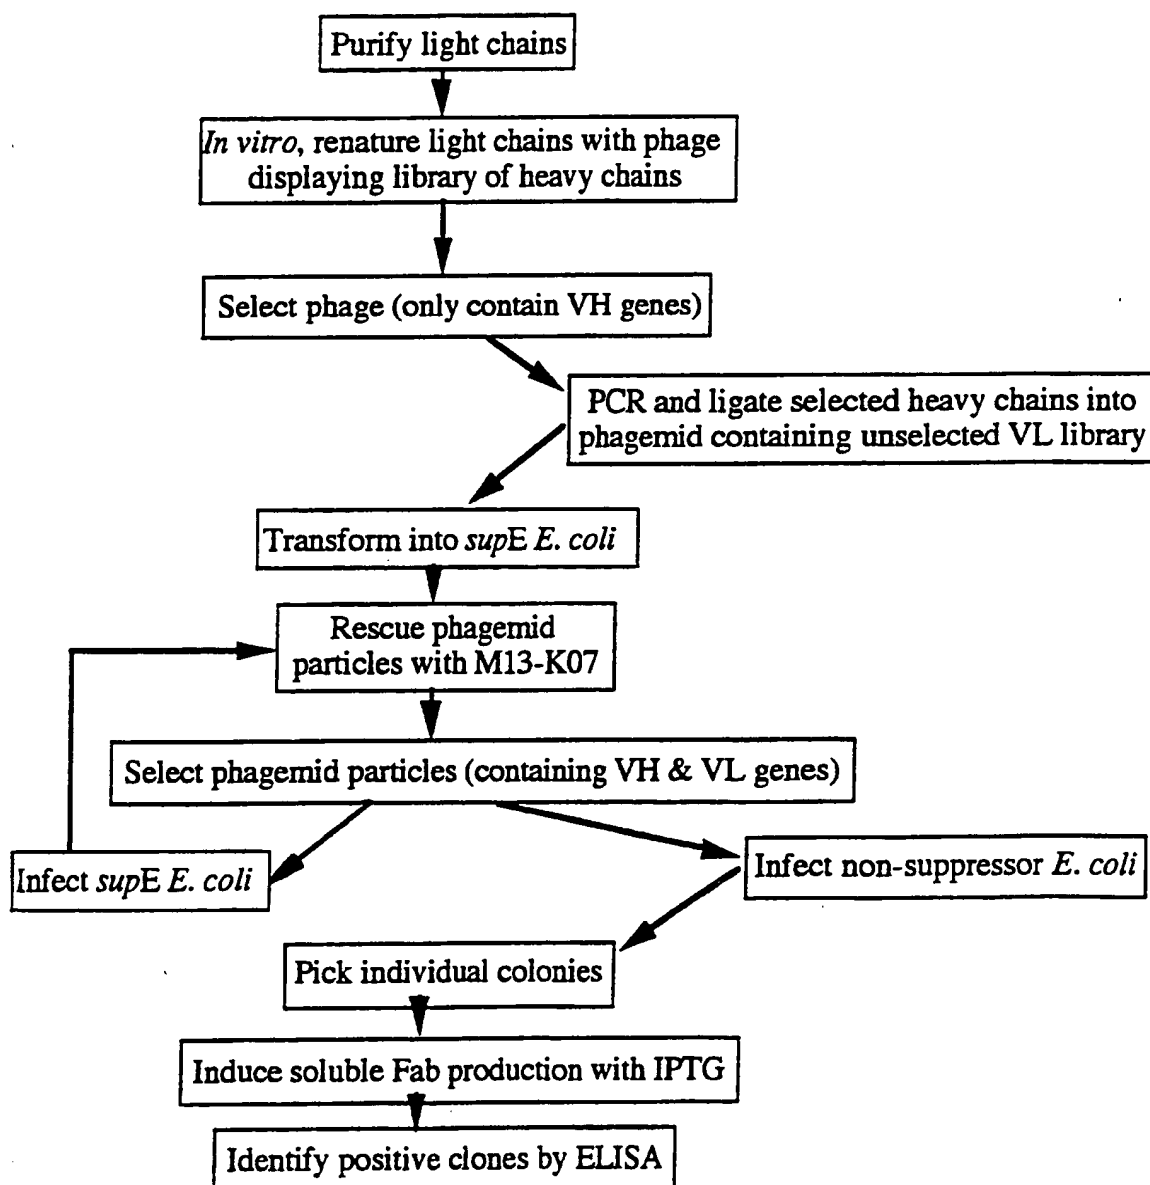 Purify light chains
In vitro, renature light chains with phage
displaying library of heavy chains
Select phage (only contain VH genes)
PCR and ligate selected heavy chains into
phagemid containing unselected VL library
Transform into supE E. coli
Rescue phagemid
particles with M13-K07
Select phagemid particles (containing VH & VL genes)
Infect supE E. coli
Infect non-suppressor E. coli
Pick individual colonies
Induce soluble Fab production with IPTG
Identify positive clones by ELISA